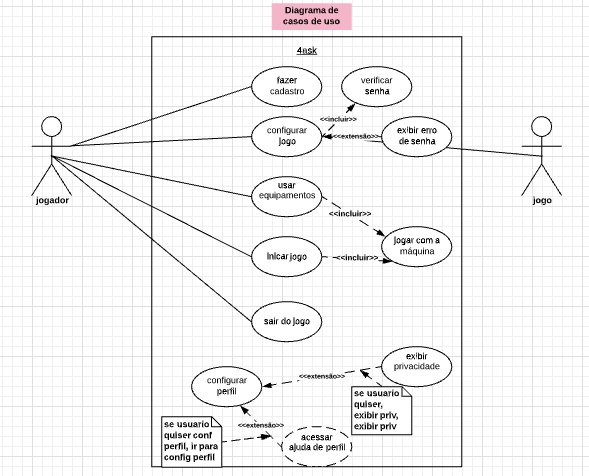 Diagrama de
casos de uso
4ask
fazer
cadastro
verificar
senha
<<incluir>>
configurar
jogo
<<extensão>>
exibir erro
de senha
jogador
jogo
usar
equipamentos
<<incluir>>
jogar com a
máquina
inicar jogo
<<incluir>>
sair do jogo
exibir
privacidade
<<extensão>>
configurar
perfil
se usuario
quiser,
exibir priv,
exibir priv
<<extensão>>
se usuario
quiser conf
perfil, ir para
config perfil
acessar
ajuda de perfil